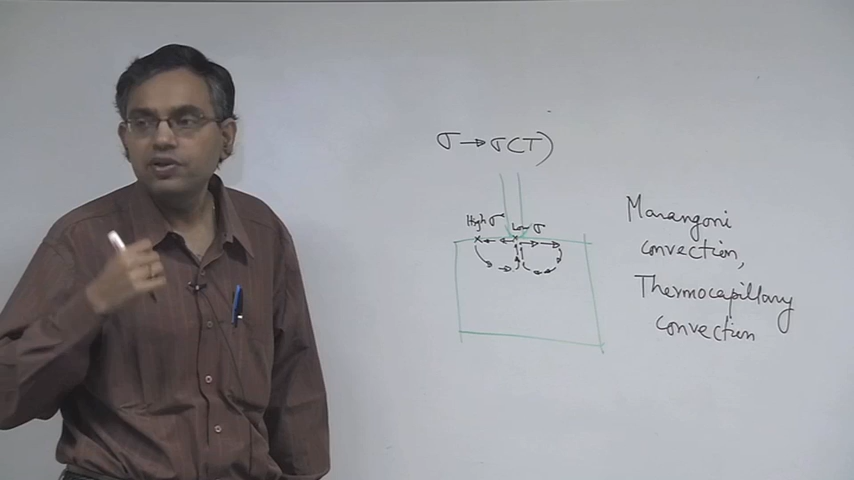 σ → σ(T)
High σ Low σ
Marangoni
convection,
Thermocapillary
convection